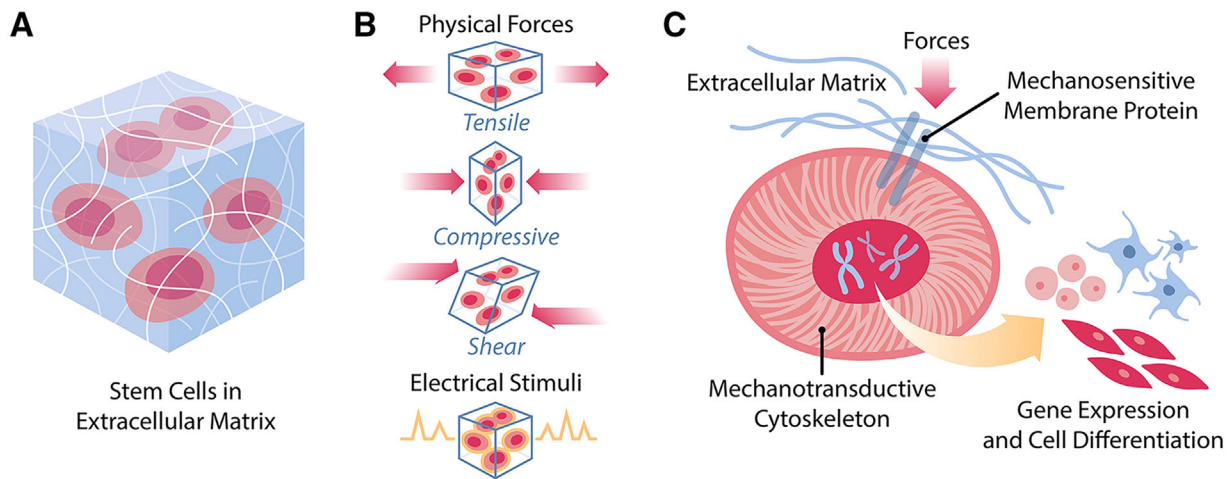 A
Stem Cells in
Extracellular Matrix
B
Physical Forces
Tensile
Compressive
Shear
Electrical Stimuli
C
Forces
Extracellular Matrix
Mechanosensitive
Membrane Protein
Mechanotransductive
Cytoskeleton
Gene Expression
and Cell Differentiation